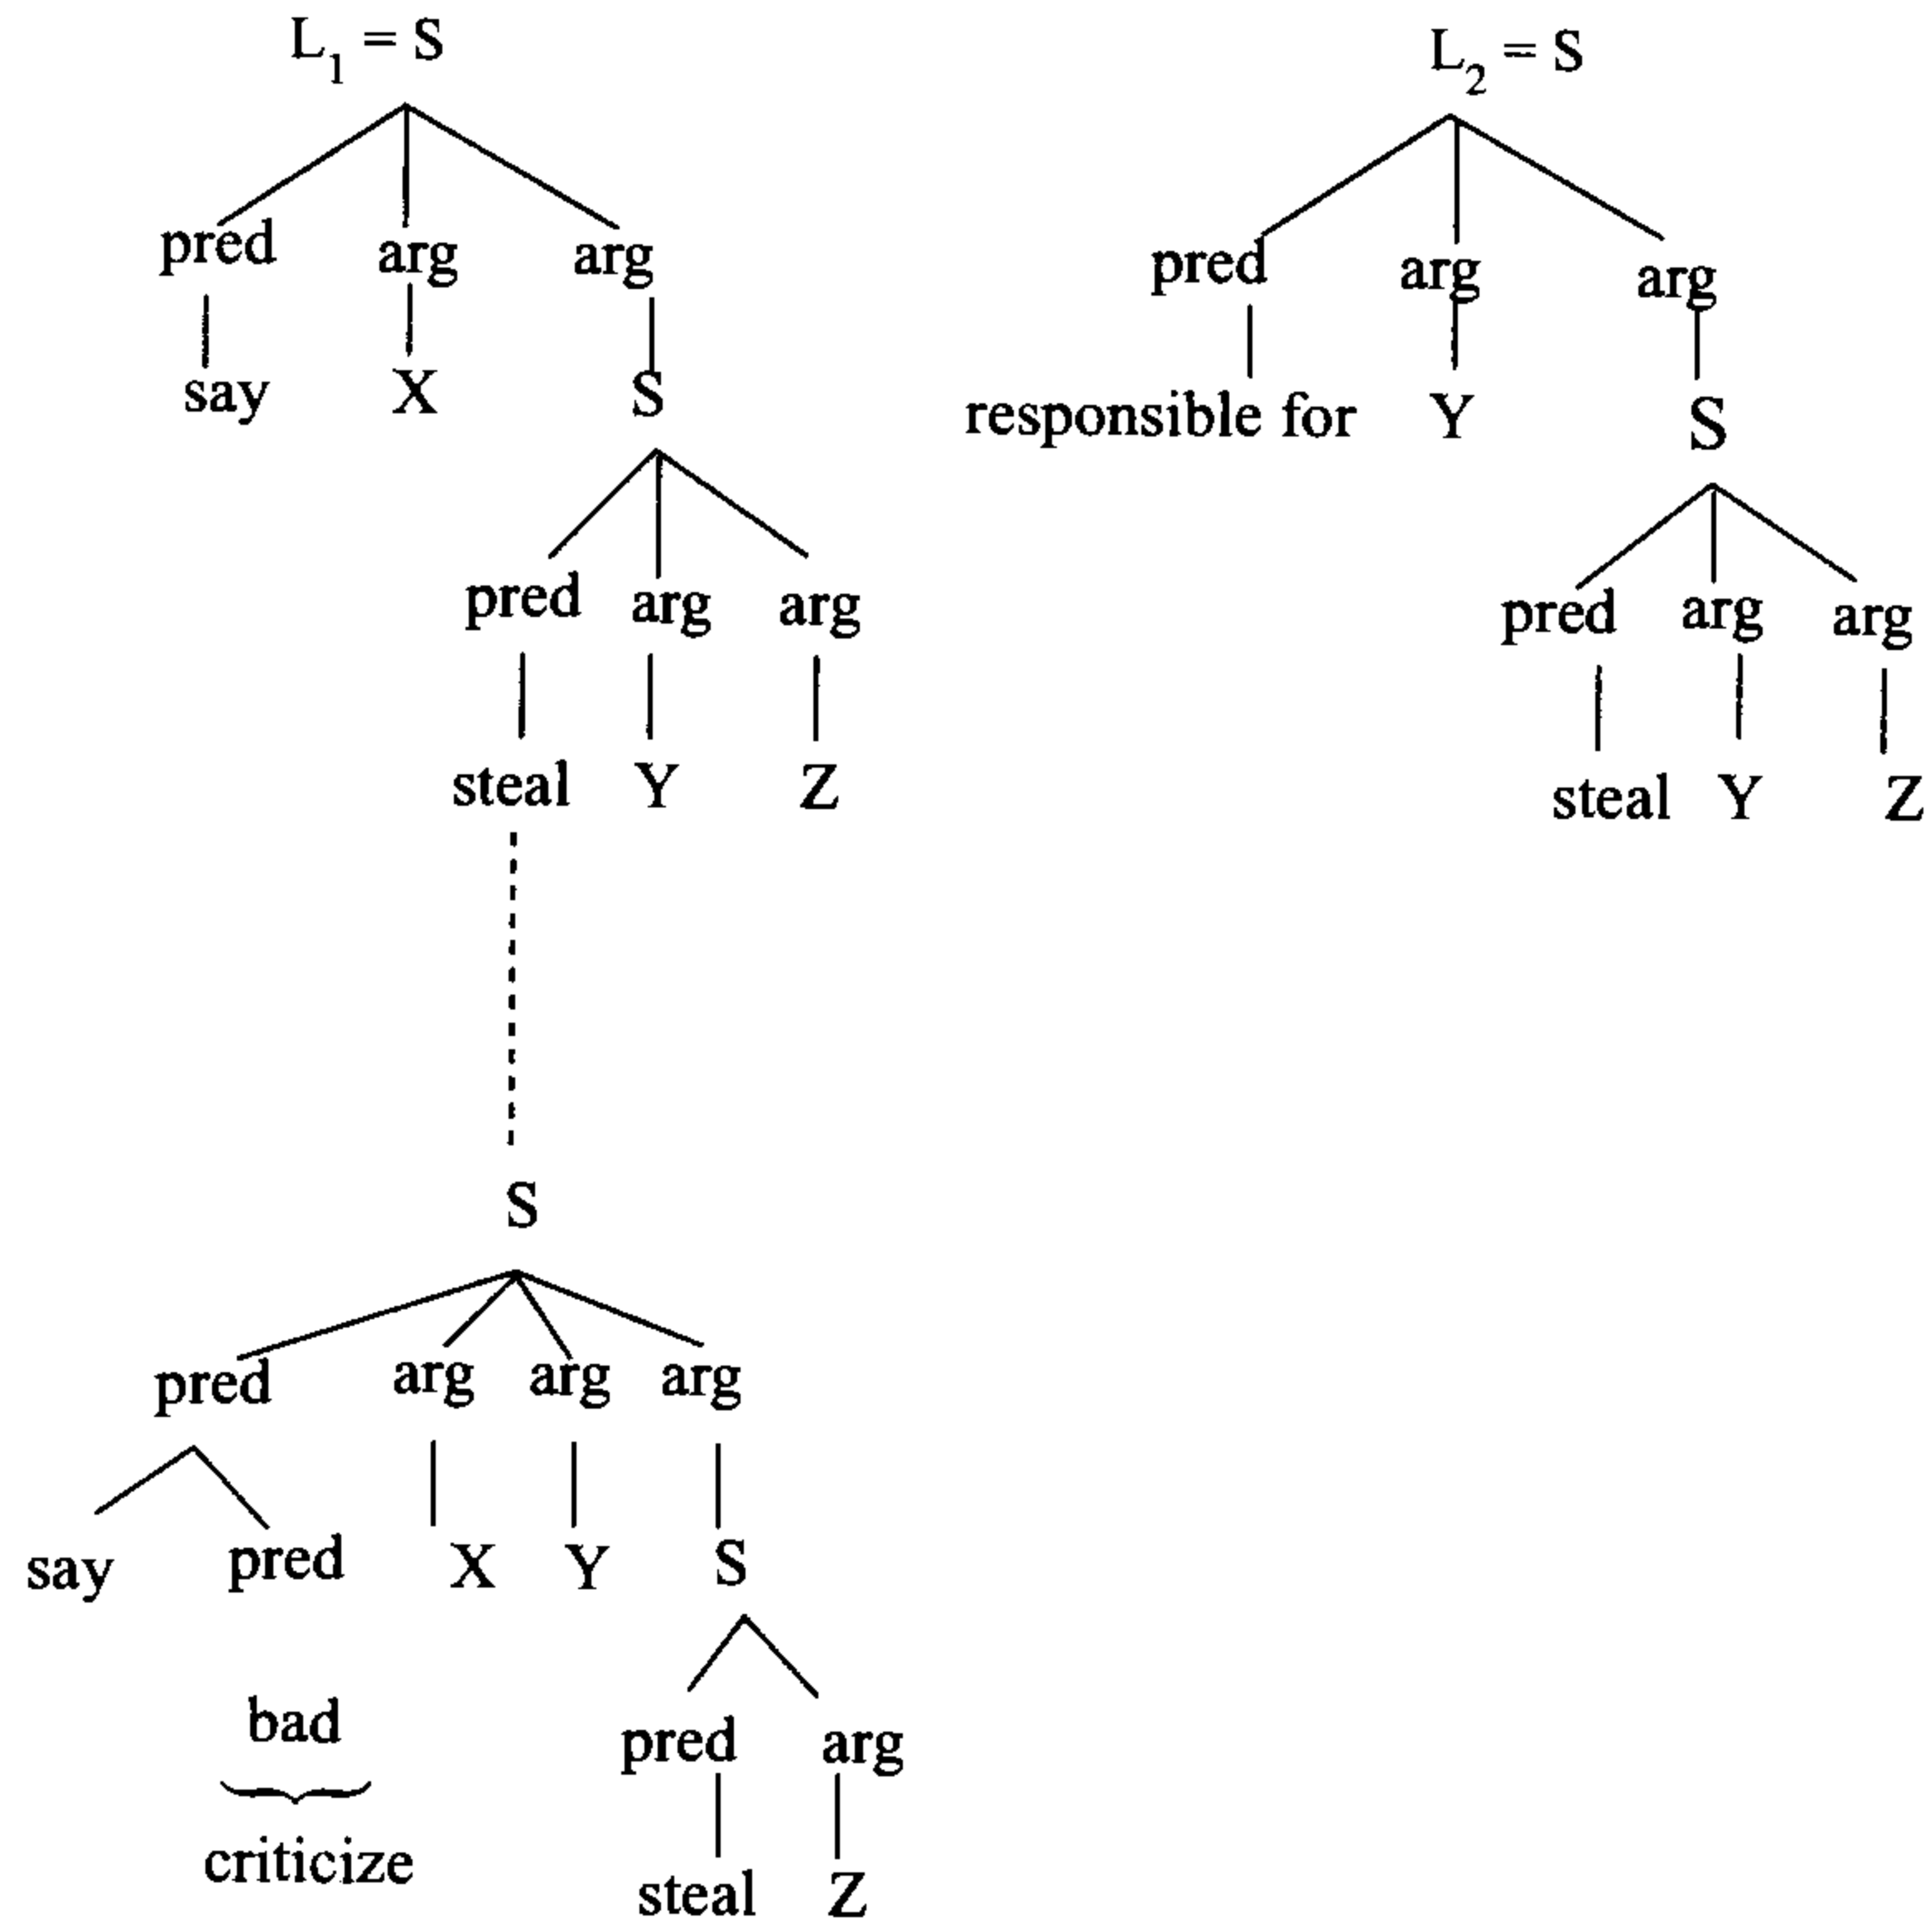 L₁ = S L₂ = S
pred arg arg pred arg arg
say X S responsible for Y S
pred arg arg pred arg arg
steal Y Z steal Y Z
S
pred arg arg arg
say pred X Y S
bad pred arg
criticize steal Z